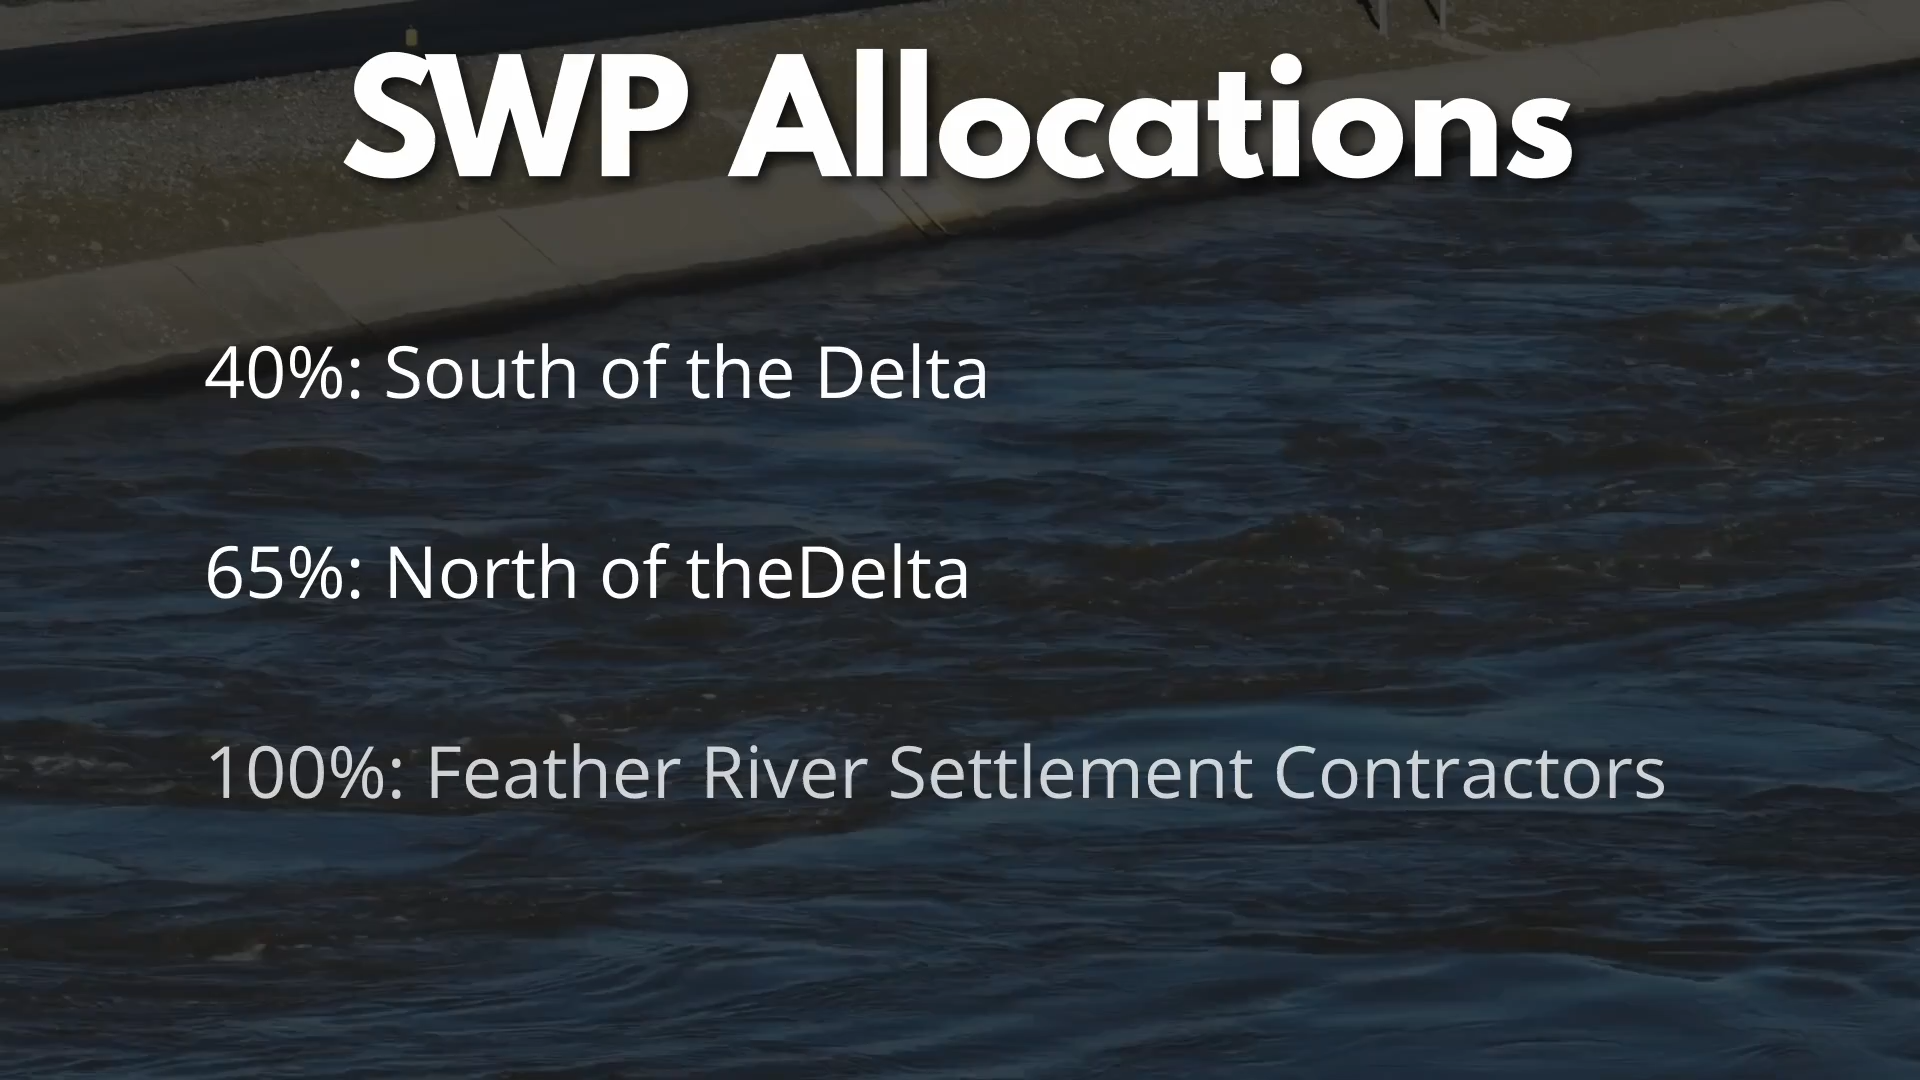 SWP Allocations
40%: South of the Delta
65%: North of theDelta
100%: Feather River Settlement Contractors